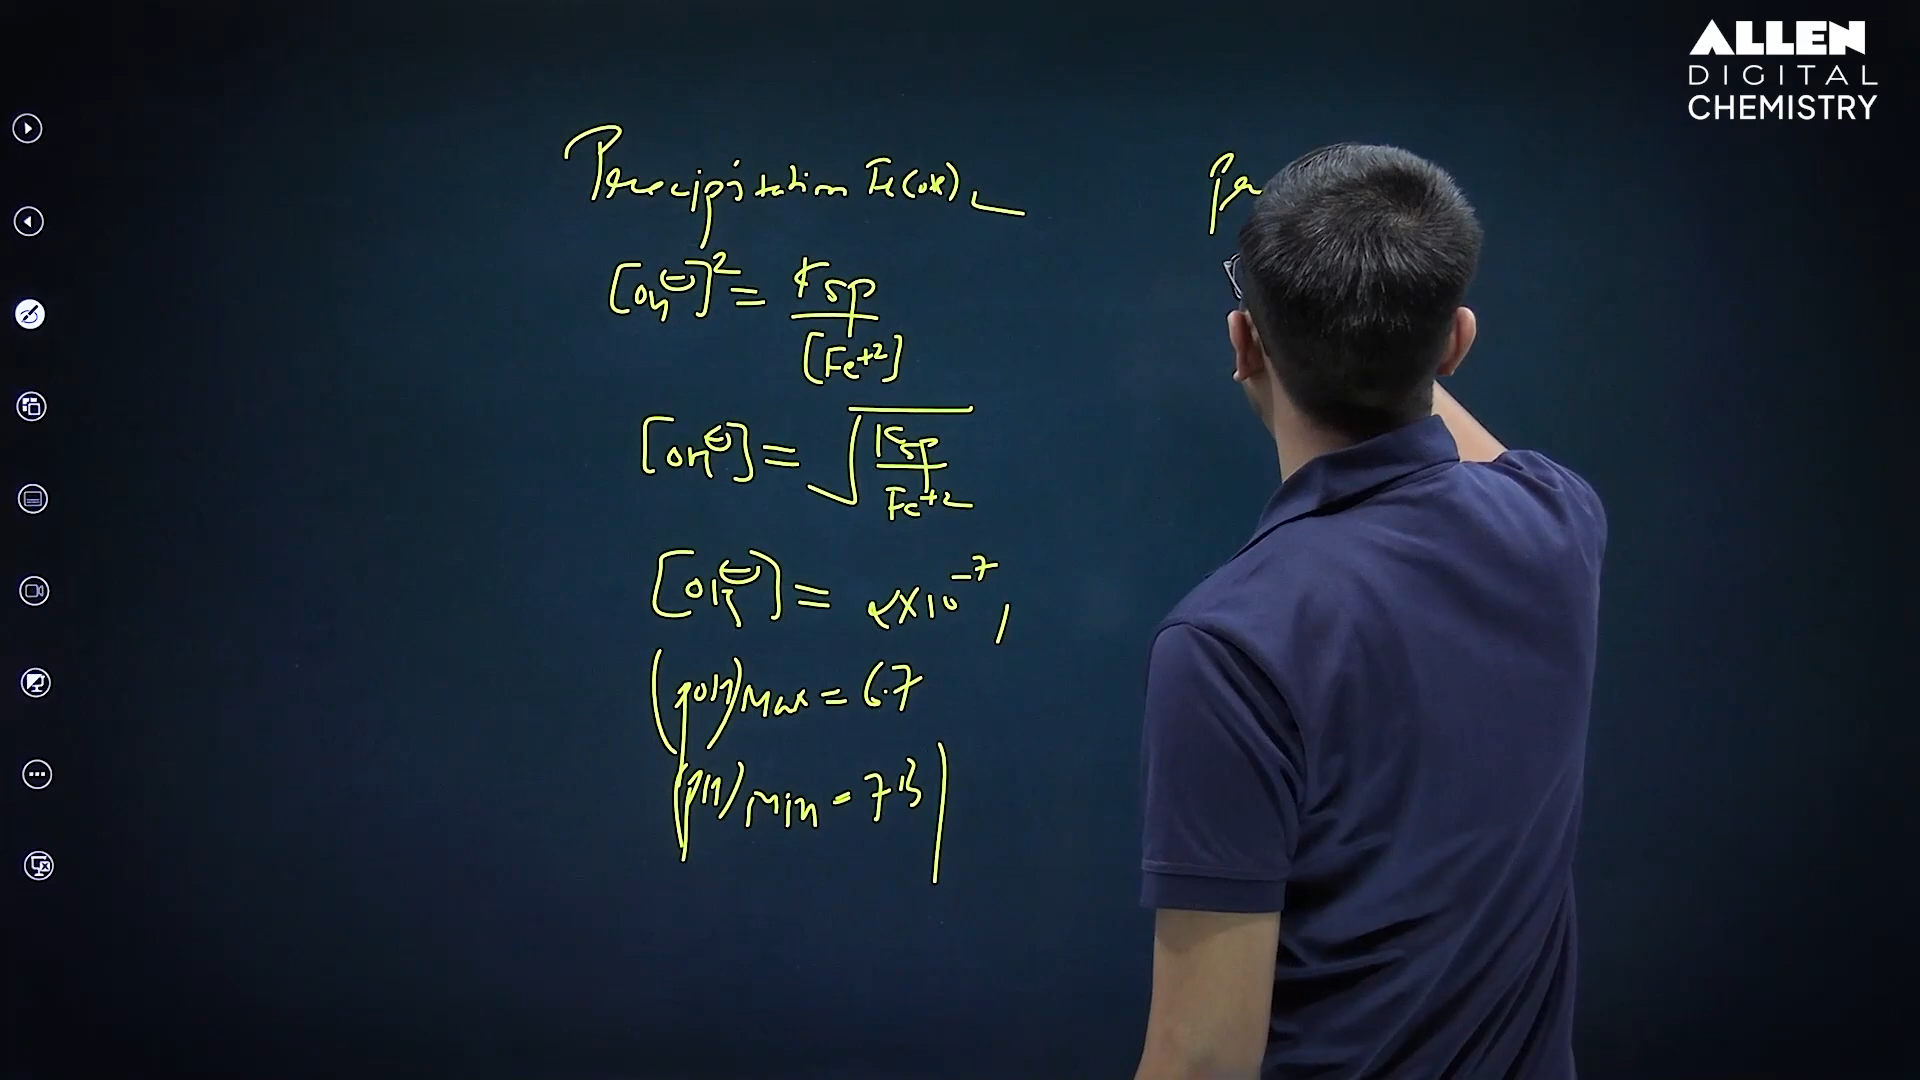 ALLEN
DIGITAL
CHEMISTRY
Precipitation Fe(OH)2
[OH⊖]² = Ksp / [Fe+2]
[OH⊖] = √Ksp / Fe+2
[OH⊖] = 2×10⁻⁷,
(pOH)Max = 6.7
(pH)Min = 7.3